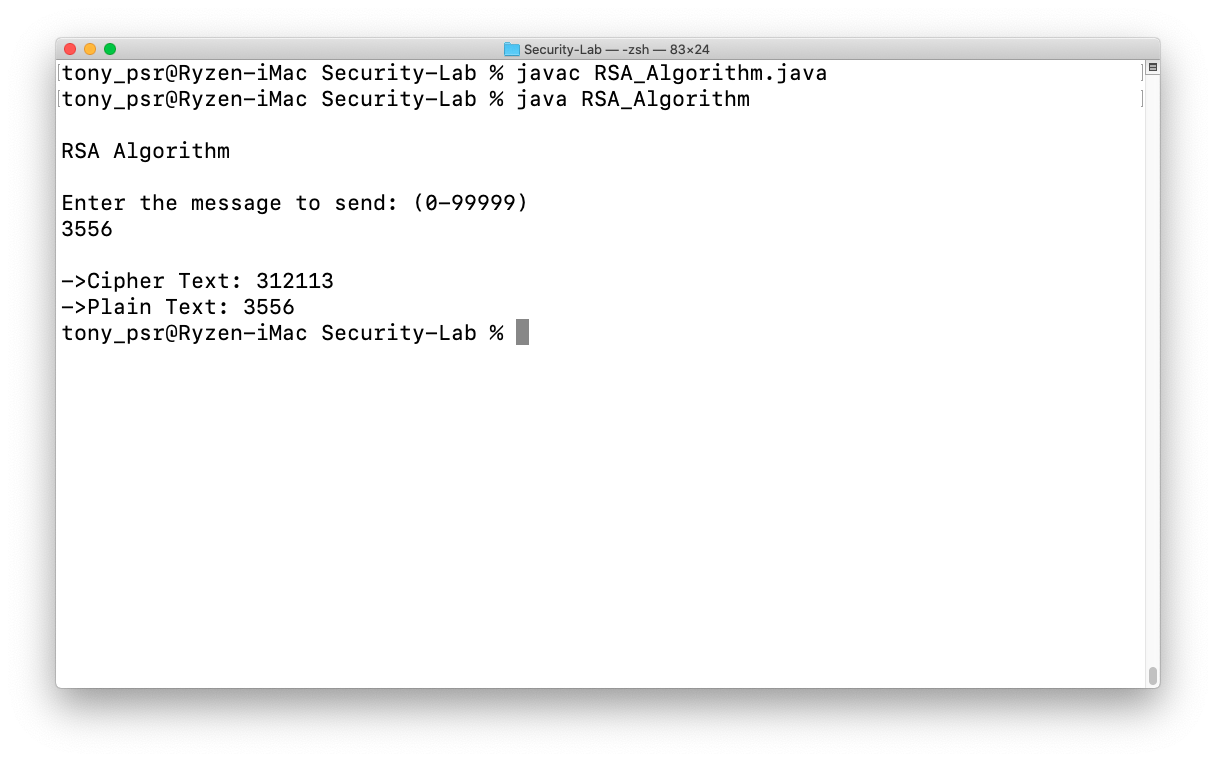 Security-Lab — -zsh — 83×24
tony_psr@Ryzen-iMac Security-Lab % javac RSA_Algorithm.java
tony_psr@Ryzen-iMac Security-Lab % java RSA_Algorithm
RSA Algorithm
Enter the message to send: (0-99999)
3556
->Cipher Text: 312113
->Plain Text: 3556
tony_psr@Ryzen-iMac Security-Lab %